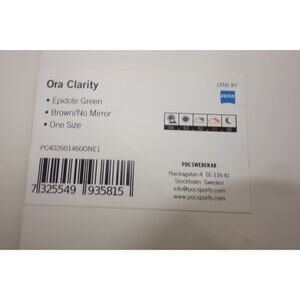 Ora Clarity
LENS BY
ZEISS
• Epidote Green
• Brown/No Mirror
• One Size
PC402601460ONE1
7 325549 935815
POC SWEDEN AB
Nackagatan 4, SE-116 41
Stockholm, Sweden
info@pocsports.com
www.pocsports.com